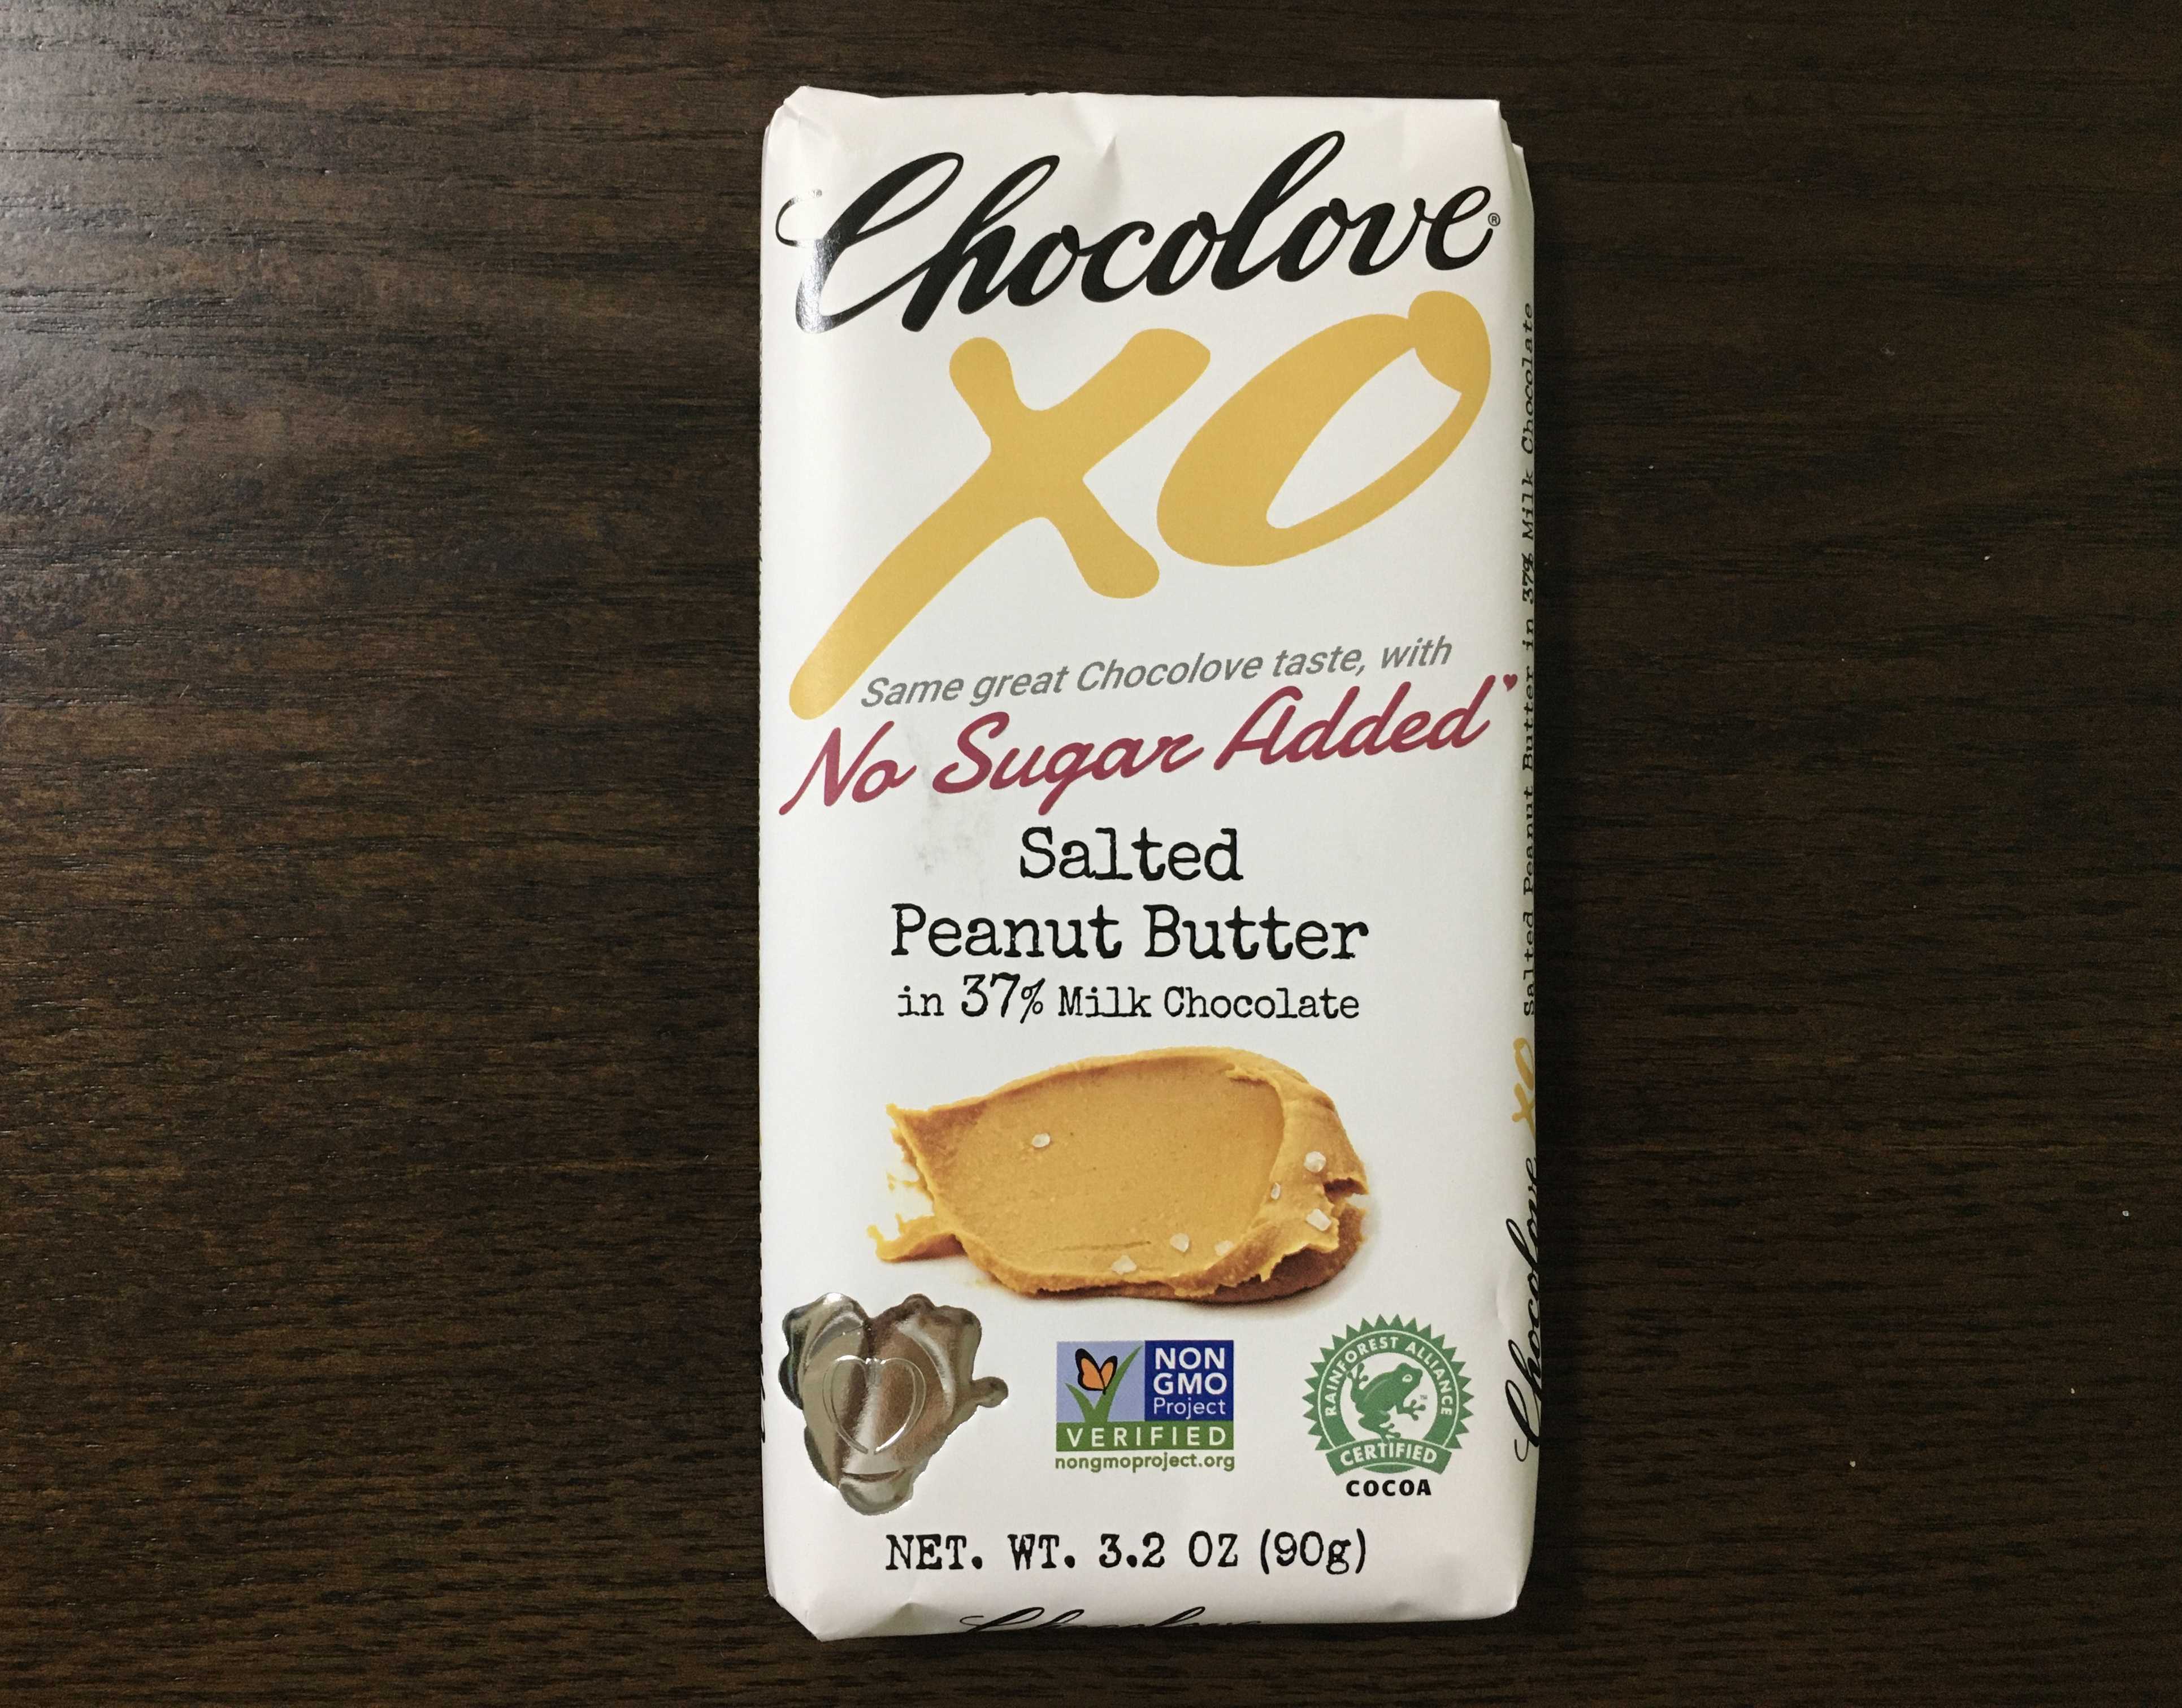 Chocolove®
XO
Same great Chocolove taste, with
No Sugar Added
Salted
Peanut Butter
in 37% Milk Chocolate
NON
GMO
Project
VERIFIED
nongmoproject.org
RAINFOREST ALLIANCE
TM
CERTIFIED
COCOA
NET. WT. 3.2 OZ (90g)
Chocolove XO Salted Peanut Butter in 37% Milk Chocolate
Chocolove